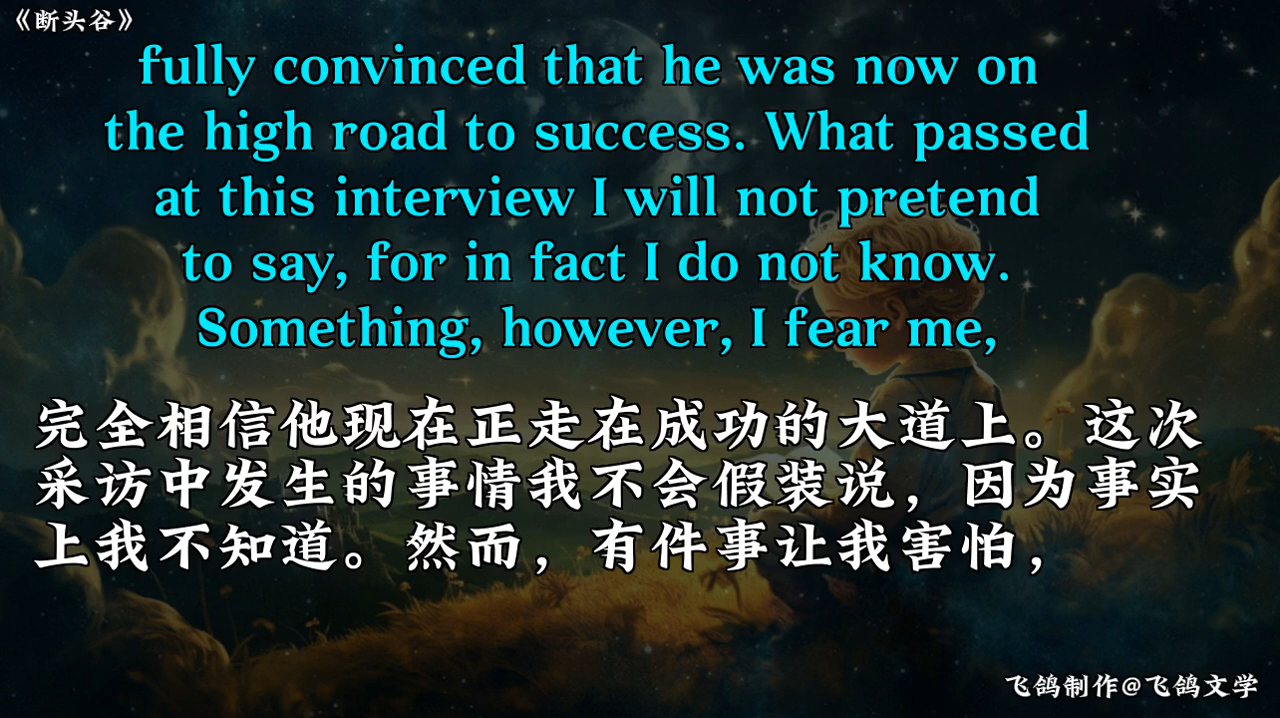 《断头谷》
fully convinced that he was now on
the high road to success. What passed
at this interview I will not pretend
to say, for in fact I do not know.
Something, however, I fear me,
完全相信他现在正走在成功的大道上。这次
采访中发生的事情我不会假装说，因为事实
上我不知道。然而，有件事让我害怕，
飞鸽制作@飞鸽文学